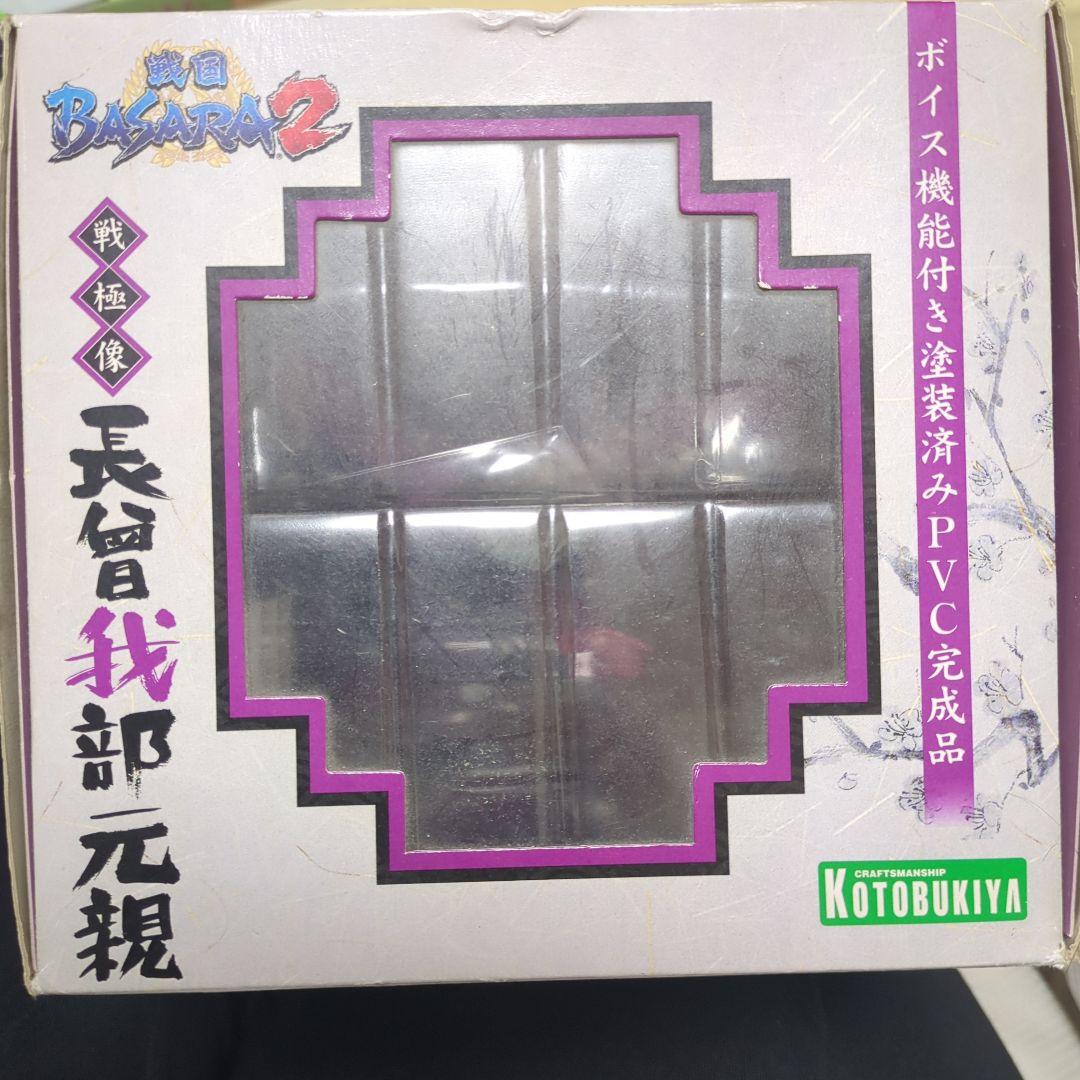 戦国
BASARA2
戦極像
長曾我部元親
ボイス機能付き塗装済みPVC完成品
CRAFTSMANSHIP
KOTOBUKIYA